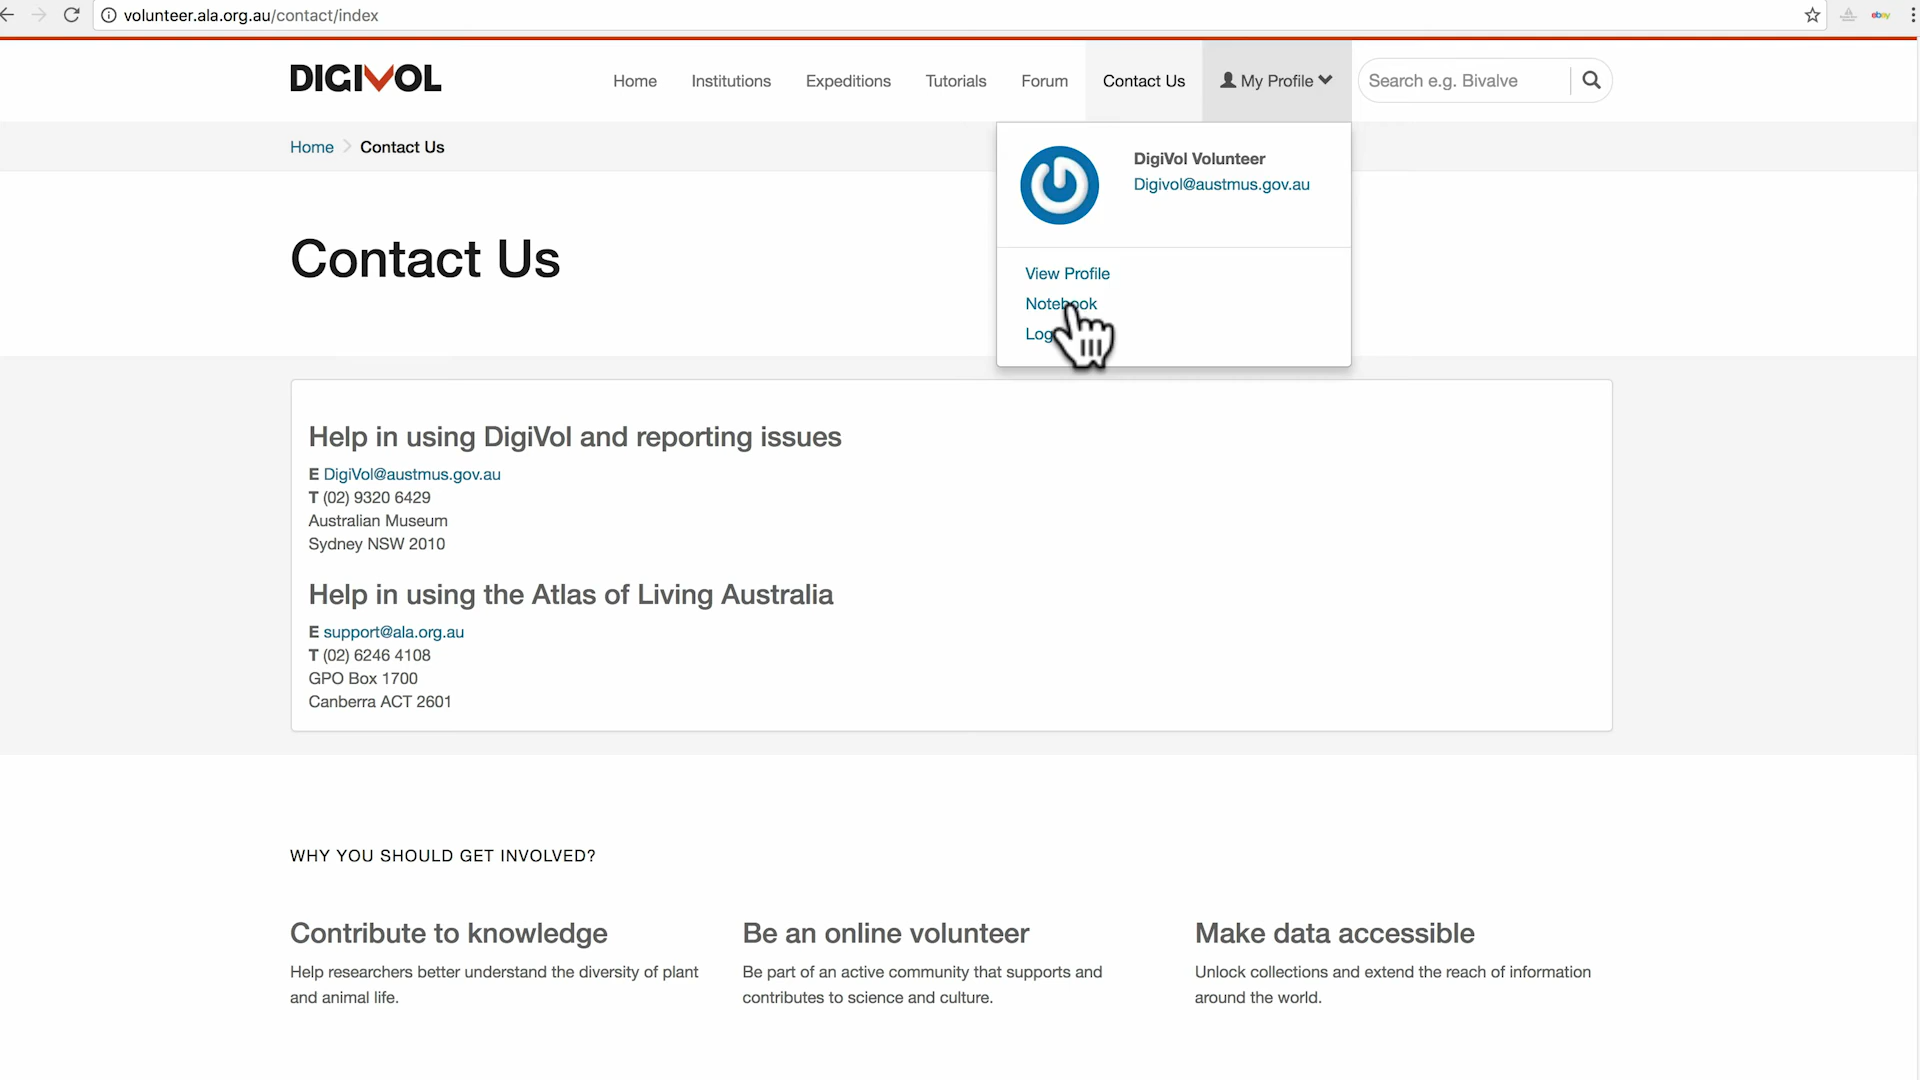 volunteer.ala.org.au/contact/index
ebay
DIGIVOL
Home
Institutions
Expeditions
Tutorials
Forum
Contact Us
My Profile
Search e.g. Bivalve
Home
Contact Us
DigiVol Volunteer
Digivol@austmus.gov.au
View Profile
Notebook
Log
Contact Us
Help in using DigiVol and reporting issues
E DigiVol@austmus.gov.au
T (02) 9320 6429
Australian Museum
Sydney NSW 2010
Help in using the Atlas of Living Australia
E support@ala.org.au
T (02) 6246 4108
GPO Box 1700
Canberra ACT 2601
WHY YOU SHOULD GET INVOLVED?
Contribute to knowledge
Help researchers better understand the diversity of plant
and animal life.
Be an online volunteer
Be part of an active community that supports and
contributes to science and culture.
Make data accessible
Unlock collections and extend the reach of information
around the world.